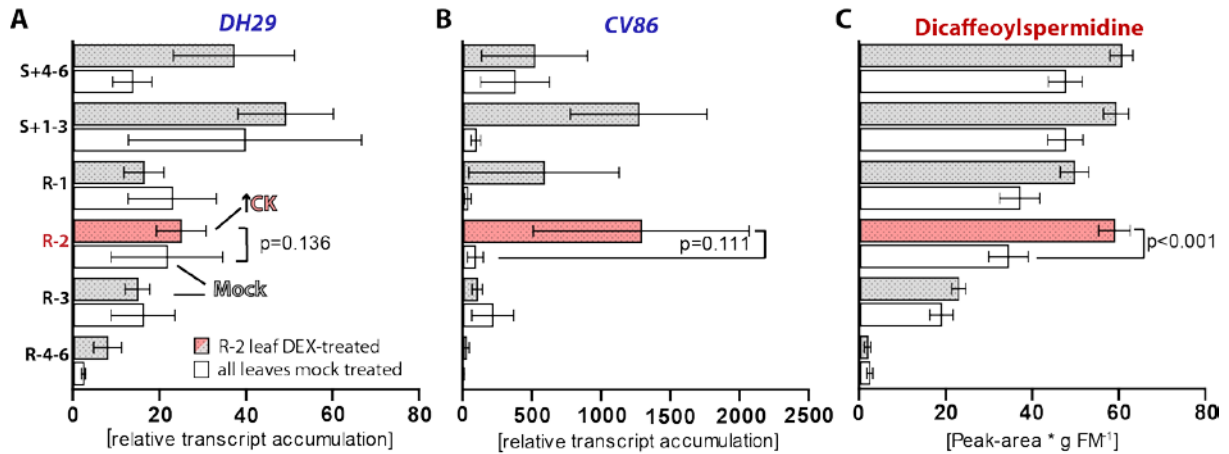 A
DH29
S+4-6
S+1-3
R-1
R-2
R-3
R-4-6
↑CK
p=0.136
Mock
R-2 leaf DEX-treated
all leaves mock treated
0 20 40 60 80
[relative transcript accumulation]
B
CV86
p=0.111
0 500 1000 1500 2000 2500
[relative transcript accumulation]
C
Dicaffeoylspermidine
p<0.001
0 20 40 60 80
[Peak-area * g FM⁻¹]